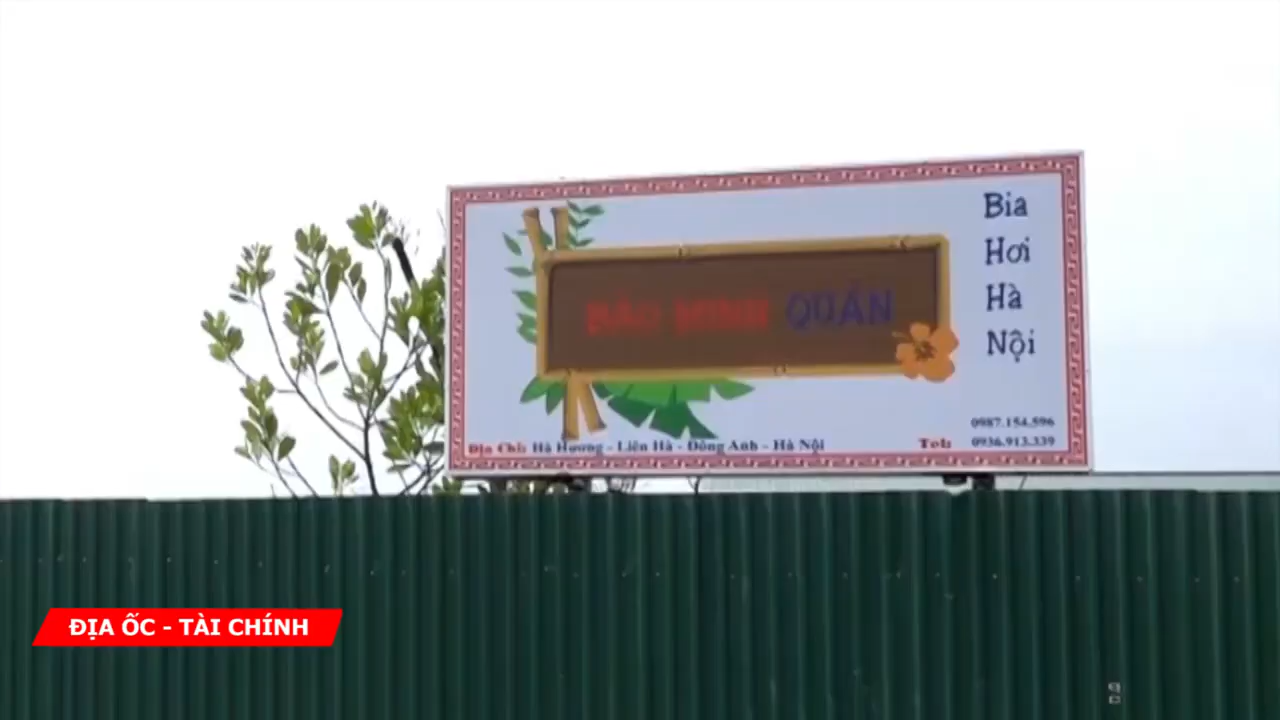 Bia
Hơi
Hà
Nội
MINH QUÁN
0987.154.596
Địa Chỉ: Hà Hương - Liên Hà - Đông Anh - Hà Nội
Tel: 0936.913.339
ĐỊA ỐC - TÀI CHÍNH